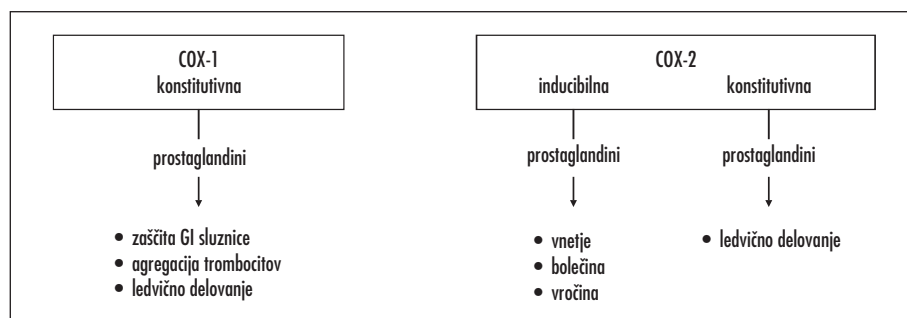 COX-1
konstitutivna
prostaglandini
• zaščita GI sluznice
• agregacija trombocitov
• ledvično delovanje
COX-2
inducibilna konstitutivna
prostaglandini prostaglandini
• vnetje
• bolečina
• vročina
• ledvično delovanje